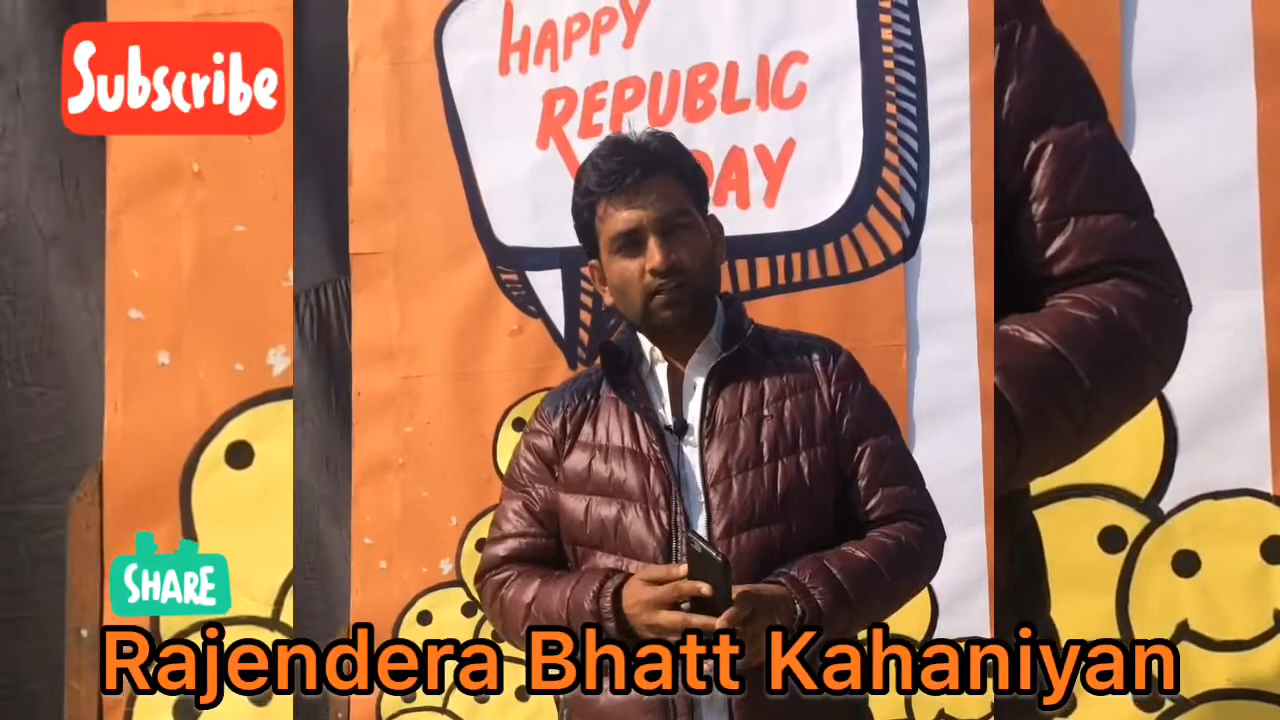 Subscribe
HAPPY
REPUBLIC
DAY
SHARE
Rajendera Bhatt Kahaniyan